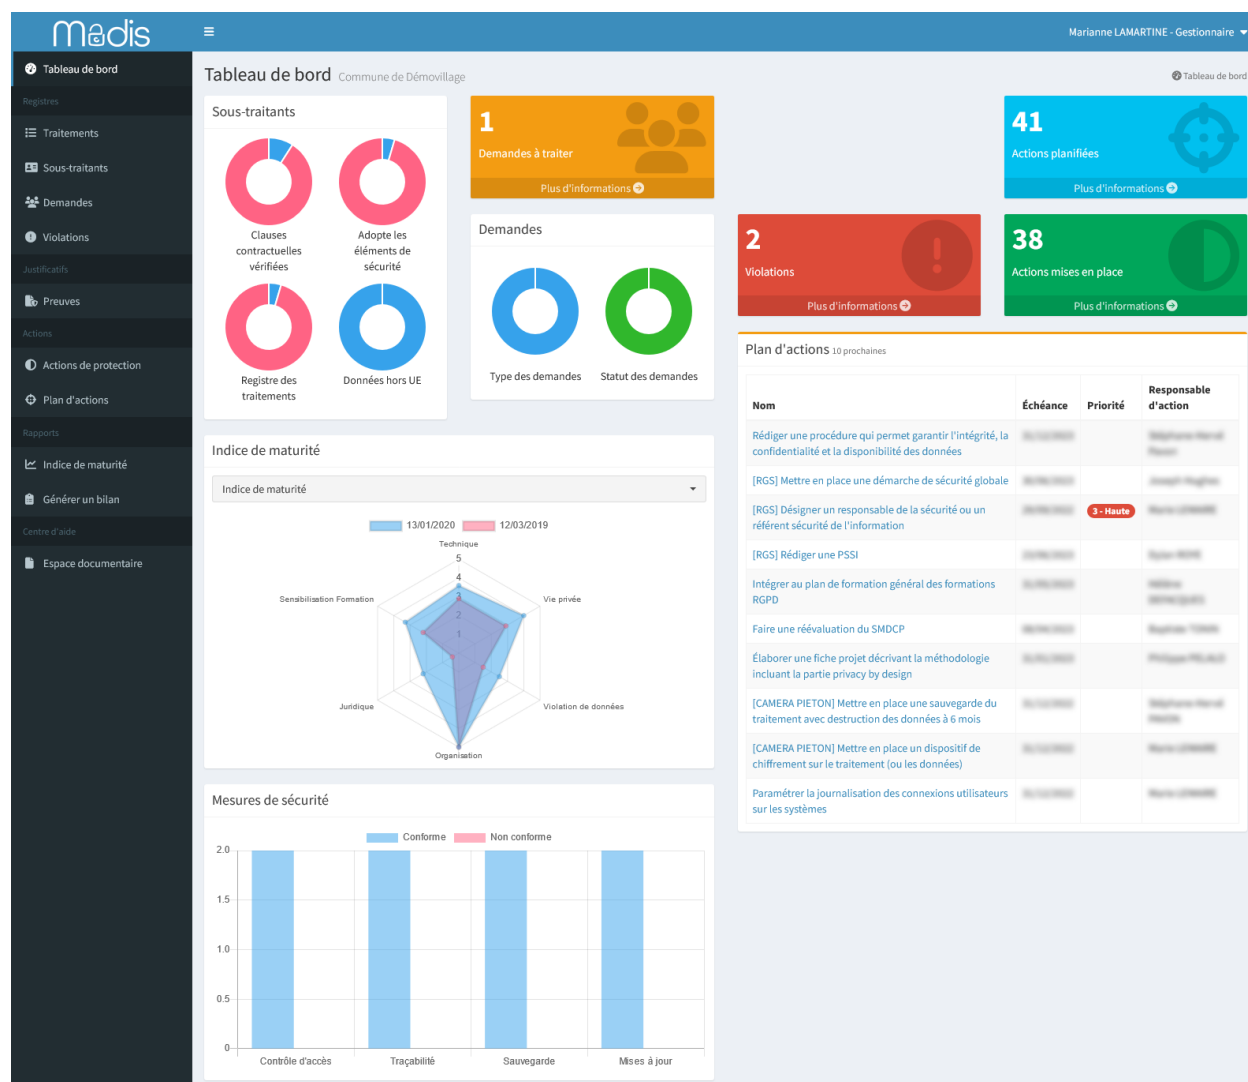 Madis
Marianne LAMARTINE - Gestionnaire
Tableau de bord
Registres
Traitements
Sous-traitants
Demandes
Violations
Justificatifs
Preuves
Actions
Actions de protection
Plan d'actions
Rapports
Indice de maturité
Générer un bilan
Centre d'aide
Espace documentaire
Tableau de bord Commune de Démovillage
Tableau de bord
Sous-traitants
Clauses
contractuelles
vérifiées
Adopte les
éléments de
sécurité
Registre des
traitements
Données hors UE
1
Demandes à traiter
Plus d'informations
Demandes
Type des demandes
Statut des demandes
41
Actions planifiées
Plus d'informations
2
Violations
Plus d'informations
38
Actions mises en place
Plus d'informations
Indice de maturité
Indice de maturité
13/01/2020
12/03/2019
Technique
5
4
3
2
1
Sensibilisation Formation
Vie privée
Juridique
Violation de données
Organisation
Mesures de sécurité
Conforme
Non conforme
2.0
1.5
1.0
0.5
0
Contrôle d'accès
Traçabilité
Sauvegarde
Mises à jour
Plan d'actions 10 prochaines
Nom
Échéance
Priorité
Responsable
d'action
Rédiger une procédure qui permet garantir l'intégrité, la
confidentialité et la disponibilité des données
[RGS] Mettre en place une démarche de sécurité globale
[RGS] Désigner un responsable de la sécurité ou un
référent sécurité de l'information
3 - Haute
[RGS] Rédiger une PSSI
Intégrer au plan de formation général des formations
RGPD
Faire une réévaluation du SMDCP
Élaborer une fiche projet décrivant la méthodologie
incluant la partie privacy by design
[CAMERA PIETON] Mettre en place une sauvegarde du
traitement avec destruction des données à 6 mois
[CAMERA PIETON] Mettre en place un dispositif de
chiffrement sur le traitement (ou les données)
Paramétrer la journalisation des connexions utilisateurs
sur les systèmes